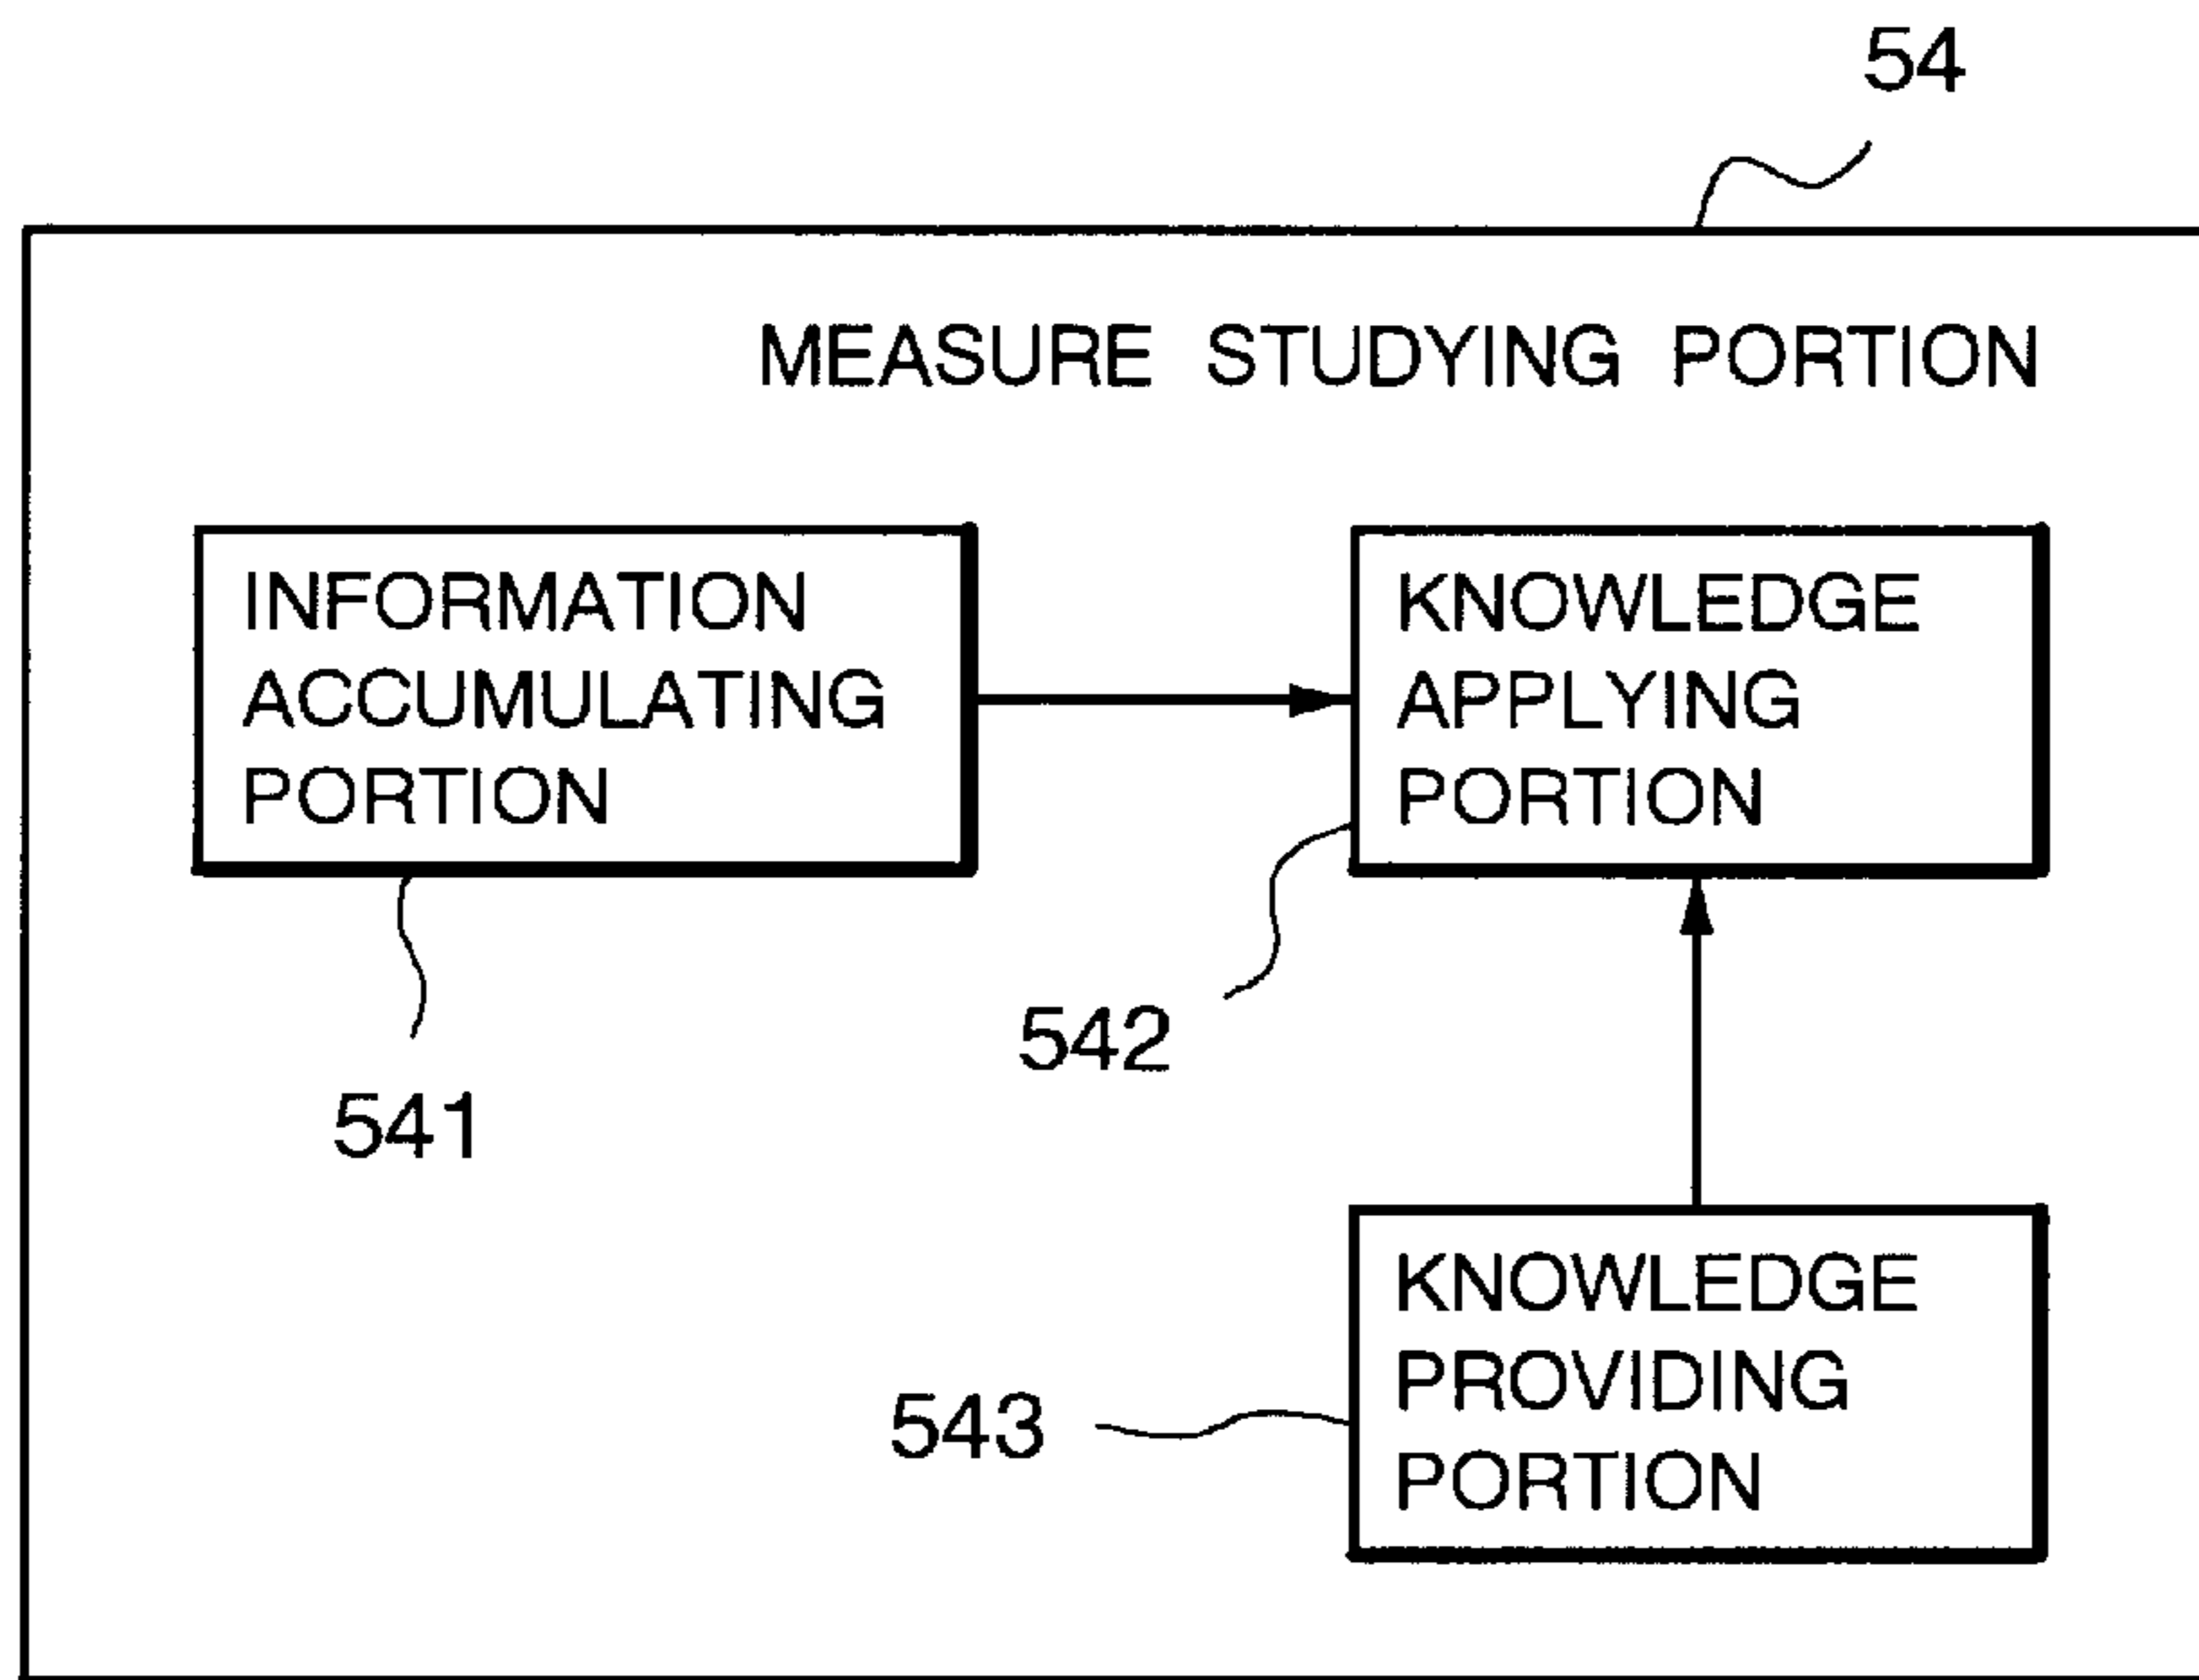 54
MEASURE STUDYING PORTION
INFORMATION
ACCUMULATING
PORTION
541
KNOWLEDGE
APPLYING
PORTION
542
KNOWLEDGE
PROVIDING
PORTION
543